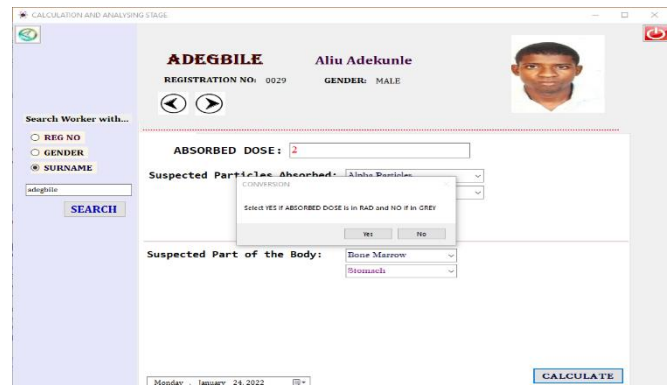 CALCULATION AND ANALYSING STAGE
ADEGBILE Aliu Adekunle
REGISTRATION NO: 0029 GENDER: MALE
Search Worker with...
REG NO
GENDER
SURNAME
adegbile
SEARCH
ABSORBED DOSE: 2
Suspected Particles Absorbed: Alpha Particles
CONVERSION
Select YES if ABSORBED DOSE is in RAD and NO if in GREY
Yes No
Suspected Part of the Body: Bone Marrow
Stomach
Monday , January 24, 2022
CALCULATE